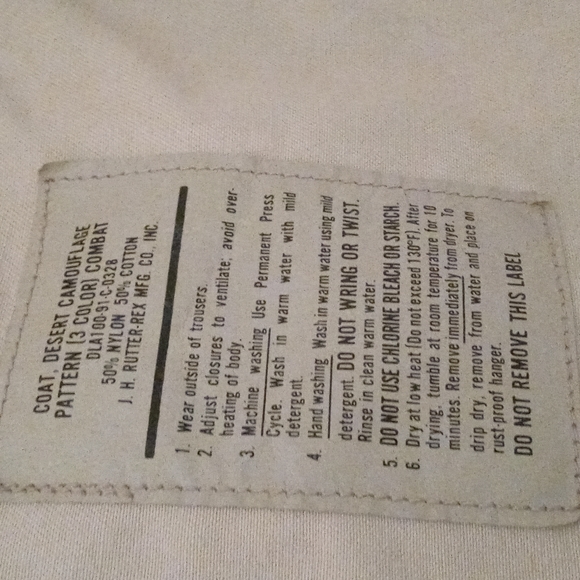 COAT, DESERT CAMOUFLAGE
PATTERN (3 COLOR) COMBAT
DLA100-91-C-0328
50% NYLON 50% COTTON
J. H. RUTTER-REX MFG. CO., INC.
1. Wear outside of trousers.
2. Adjust closures to ventilate; avoid over-
heating of body.
3. Machine washing Use Permanent Press
Cycle. Wash in warm water with mild
detergent.
4. Hand washing Wash in warm water using mild
detergent. DO NOT WRING OR TWIST.
Rinse in clean warm water.
5. DO NOT USE CHLORINE BLEACH OR STARCH.
6. Dry at low heat (Do not exceed 130°F). After
drying, tumble at room temperature for 10
minutes. Remove immediately from dryer. To
drip dry, remove from water and place on
rust-proof hanger.
DO NOT REMOVE THIS LABEL